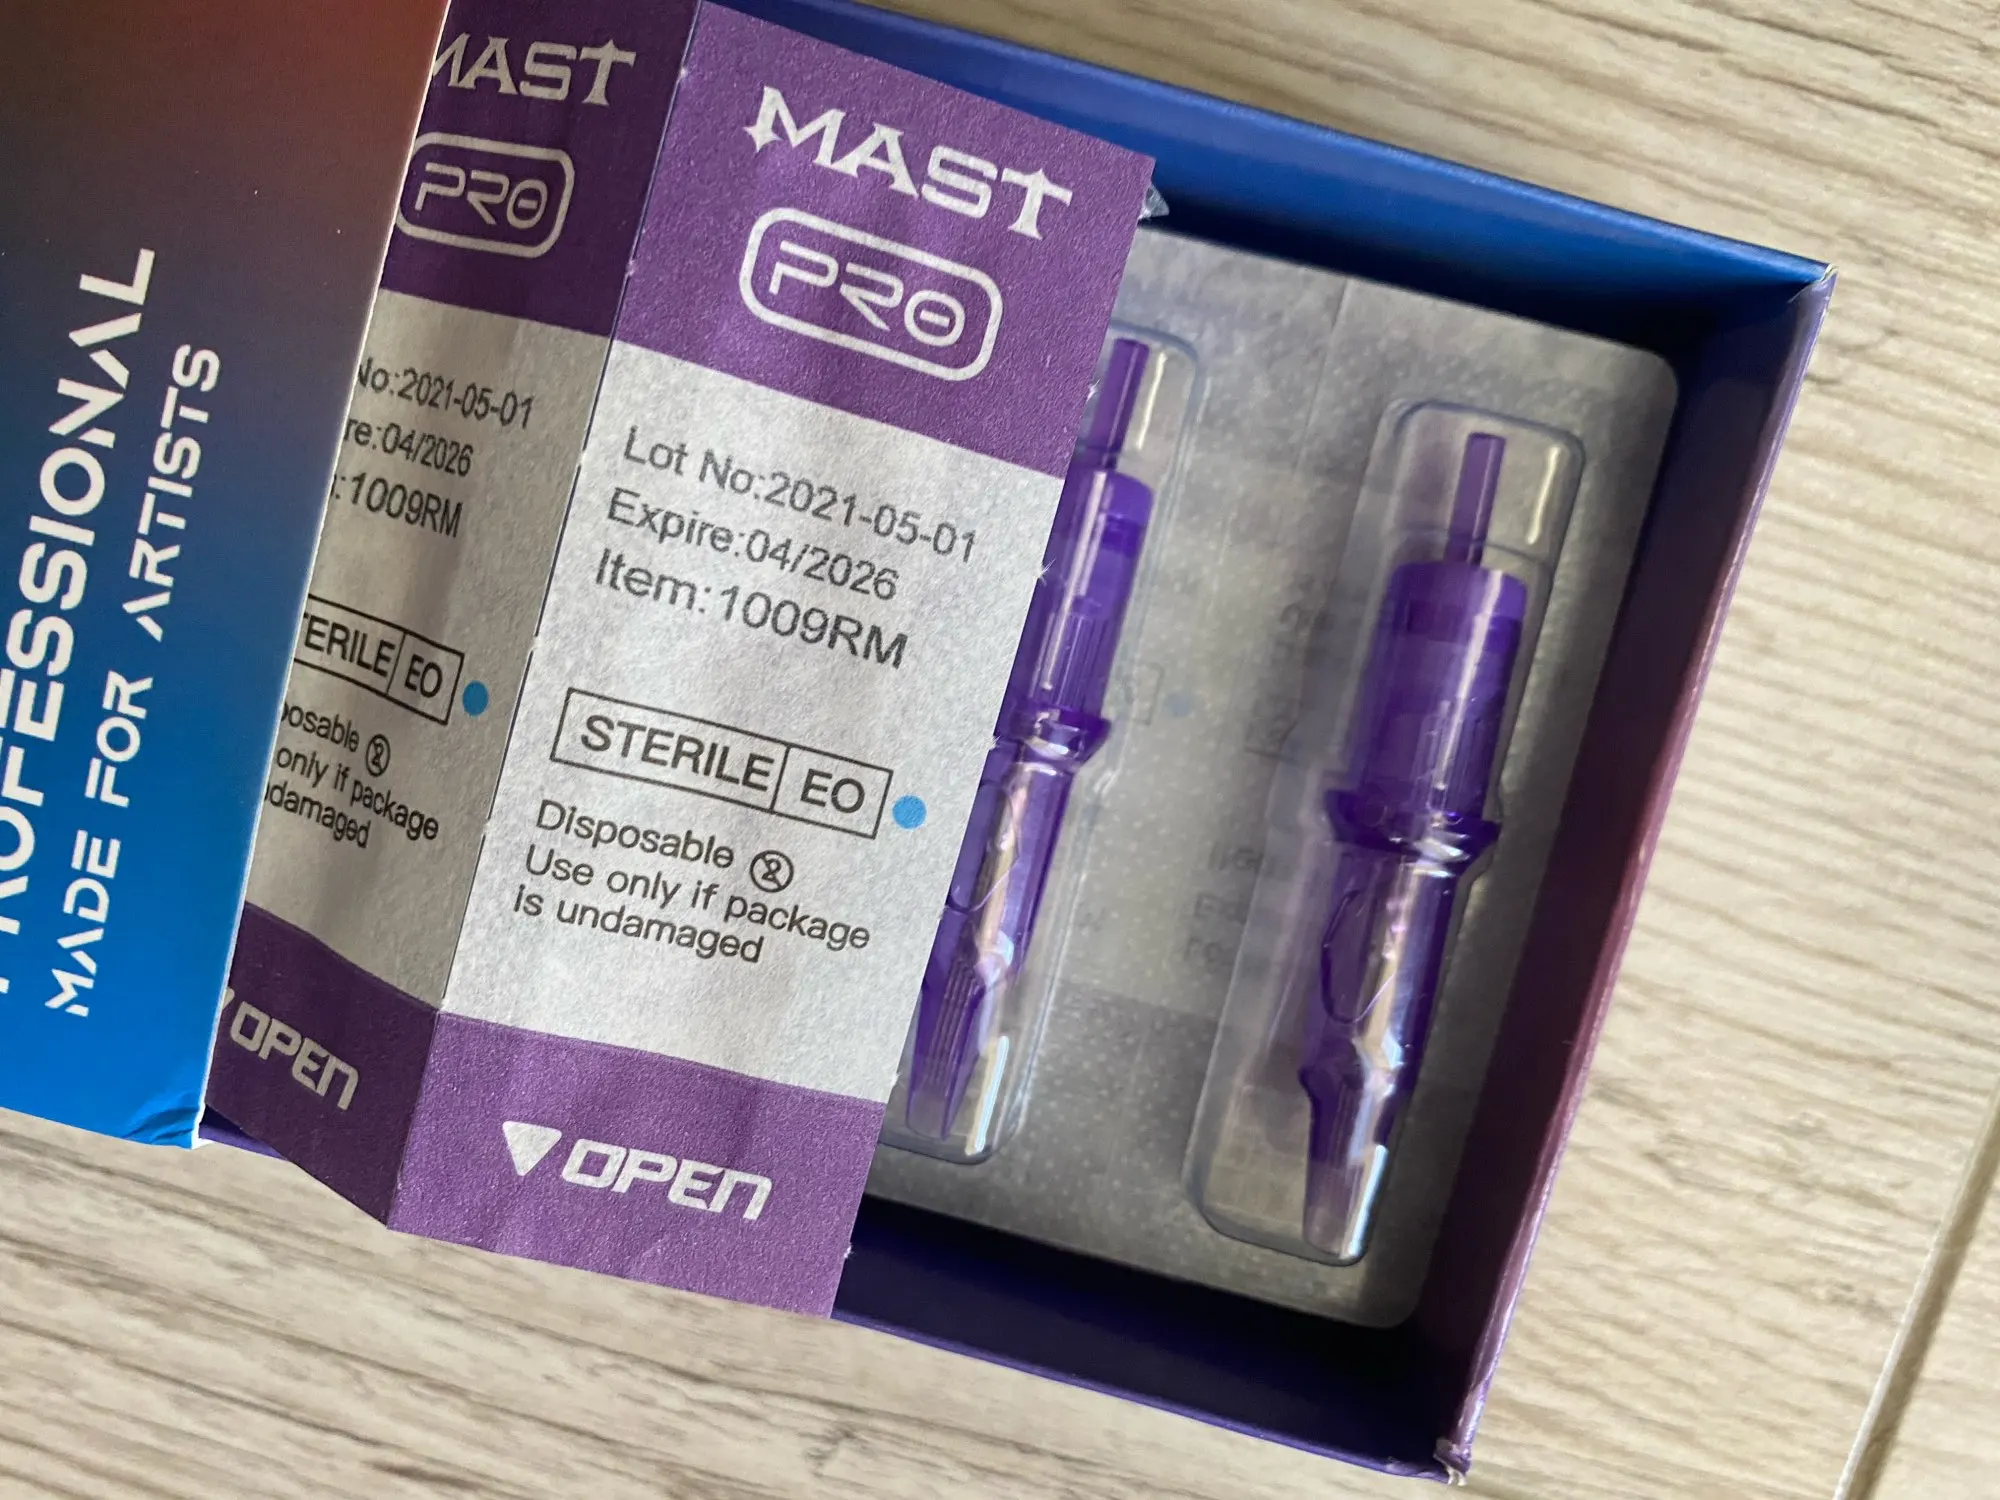 PROFESSIONAL
MADE FOR ARTISTS
MAST
PRO
No:2021-05-01
re:04/2026
:1009RM
TERILE EO
posable
only if package
ndamaged
OPEN
MAST
PRO
Lot No:2021-05-01
Expire:04/2026
Item:1009RM
STERILE EO
Disposable
Use only if package
is undamaged
OPEN